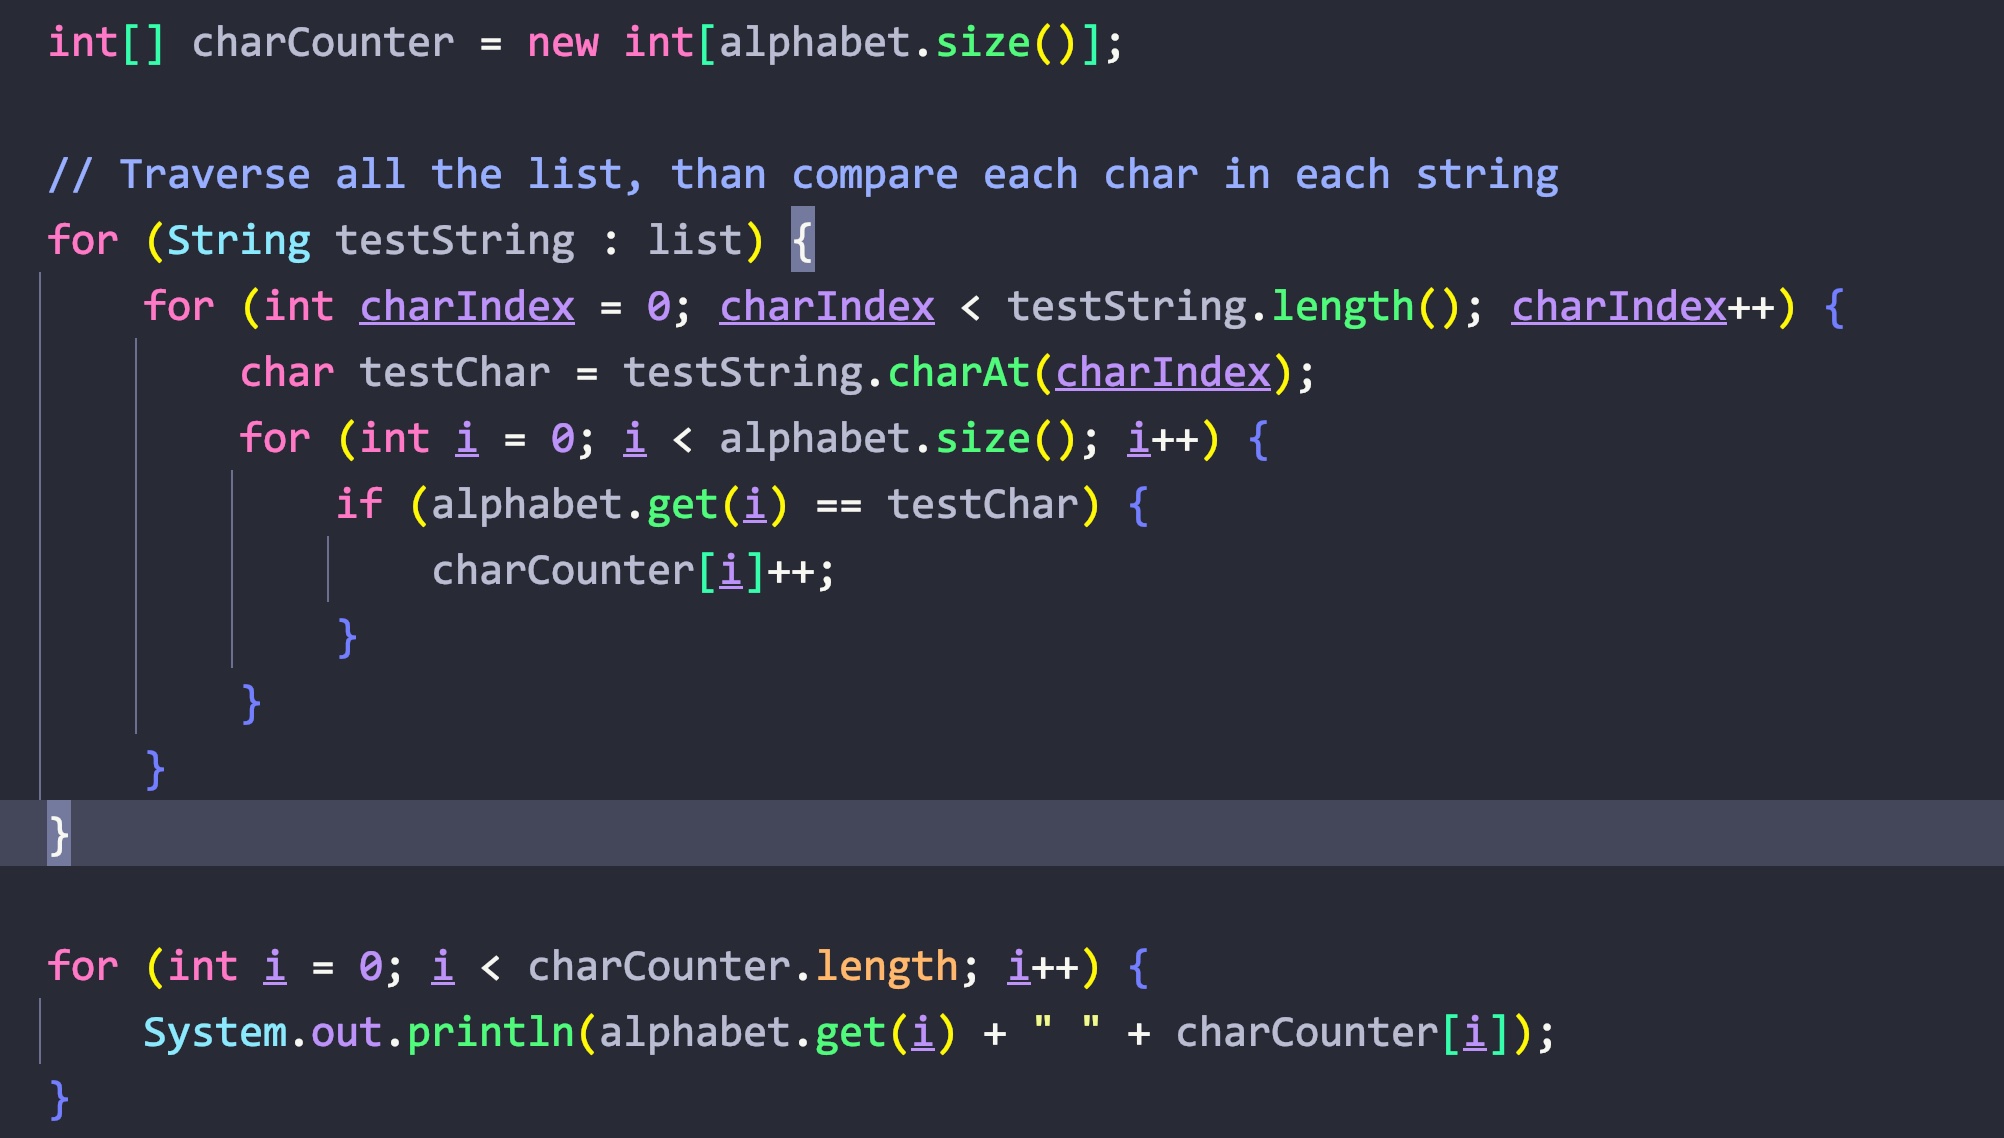 int[] charCounter = new int[alphabet.size()];
// Traverse all the list, than compare each char in each string
for (String testString : list) {
for (int charIndex = 0; charIndex < testString.length(); charIndex++) {
char testChar = testString.charAt(charIndex);
for (int i = 0; i < alphabet.size(); i++) {
if (alphabet.get(i) == testChar) {
charCounter[i]++;
}
}
}
}
for (int i = 0; i < charCounter.length; i++) {
System.out.println(alphabet.get(i) + " " + charCounter[i]);
}